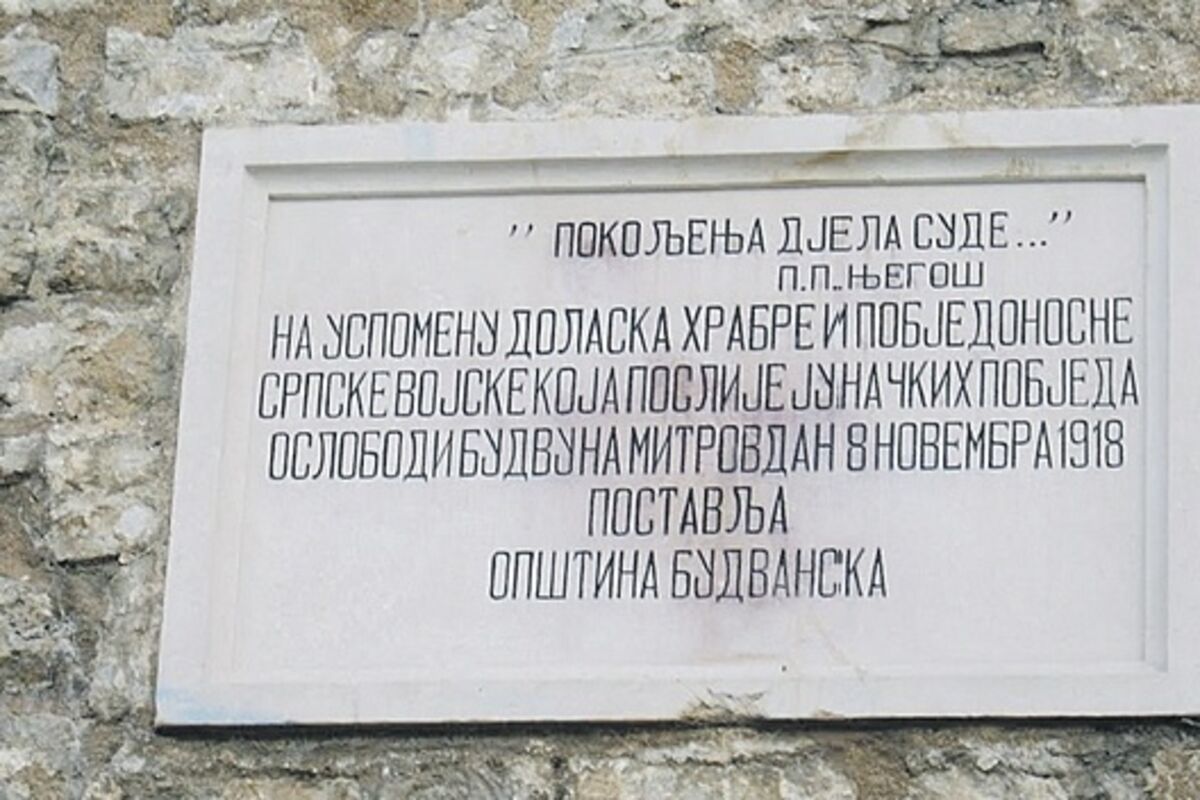 ,, ПОКОЉЕЊА ДЈЕЛА СУДЕ..."
П.П.ЊЕГОШ
НА УСПОМЕНУ ДОЛАСКА ХРАБРЕ И ПОБЈЕДОНОСНЕ
СРПСКЕ ВОЈСКЕ КОЈА ПОСЛИЈЕ ЈУНАЧКИХ ПОБЈЕДА
ОСЛОБОДИ БУДВУ НА МИТРОВДАН 8 НОВЕМБРА 1918
ПОСТАВЉА
ОПШТИНА БУДВАНСКА